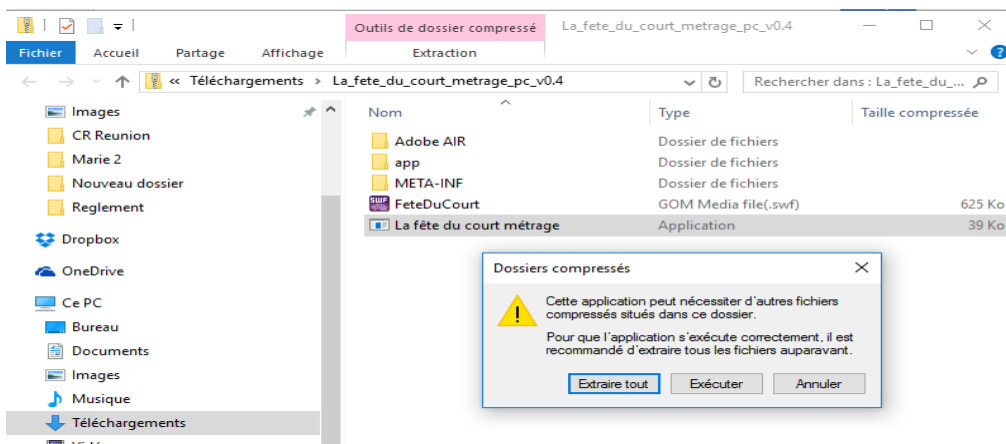 Outils de dossier compressé
La_fete_du_court_metrage_pc_v0.4
Fichier Accueil Partage Affichage Extraction
« Téléchargements › La_fete_du_court_metrage_pc_v0.4
Rechercher dans : La_fete_du_...
Nom Type Taille compressée
Images
CR Reunion
Marie 2
Nouveau dossier
Reglement
Dropbox
OneDrive
Ce PC
Bureau
Documents
Images
Musique
Téléchargements
Adobe AIR Dossier de fichiers
app Dossier de fichiers
META-INF Dossier de fichiers
SWF FeteDuCourt GOM Media file(.swf) 625 Ko
La fête du court métrage Application 39 Ko
Dossiers compressés
Cette application peut nécessiter d'autres fichiers
compressés situés dans ce dossier.
Pour que l'application s'exécute correctement, il est
recommandé d'extraire tous les fichiers auparavant.
Extraire tout Exécuter Annuler